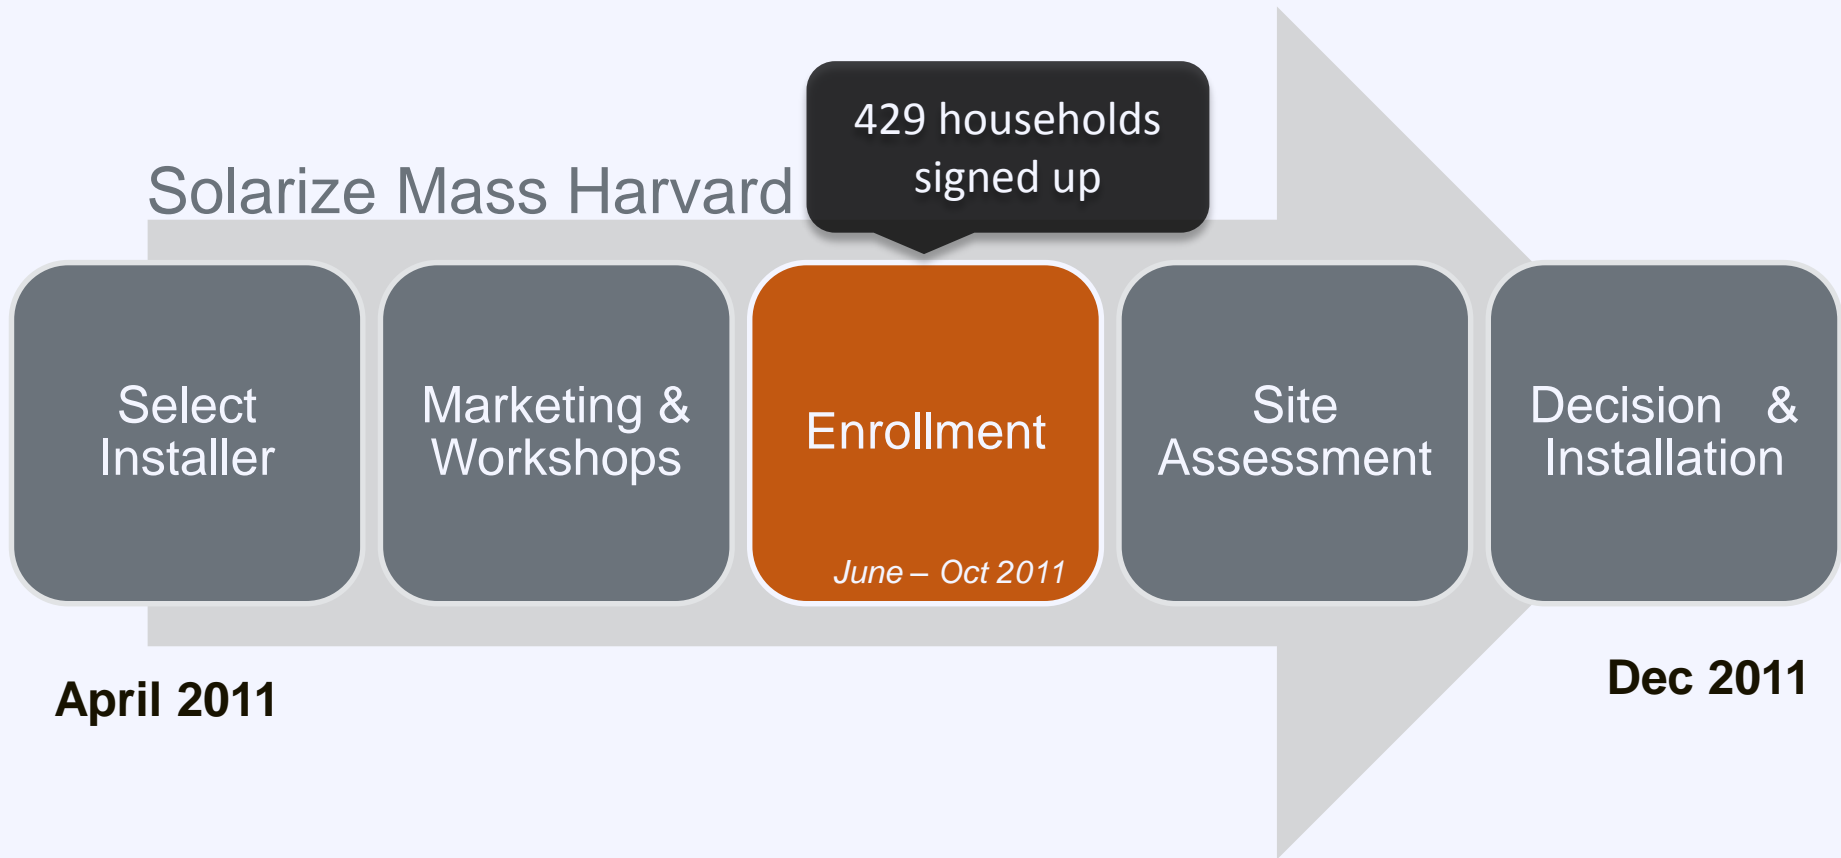 429 households
signed up
Solarize Mass Harvard
Select
Installer
Marketing &
Workshops
Enrollment
June – Oct 2011
Site
Assessment
Decision &
Installation
April 2011
Dec 2011